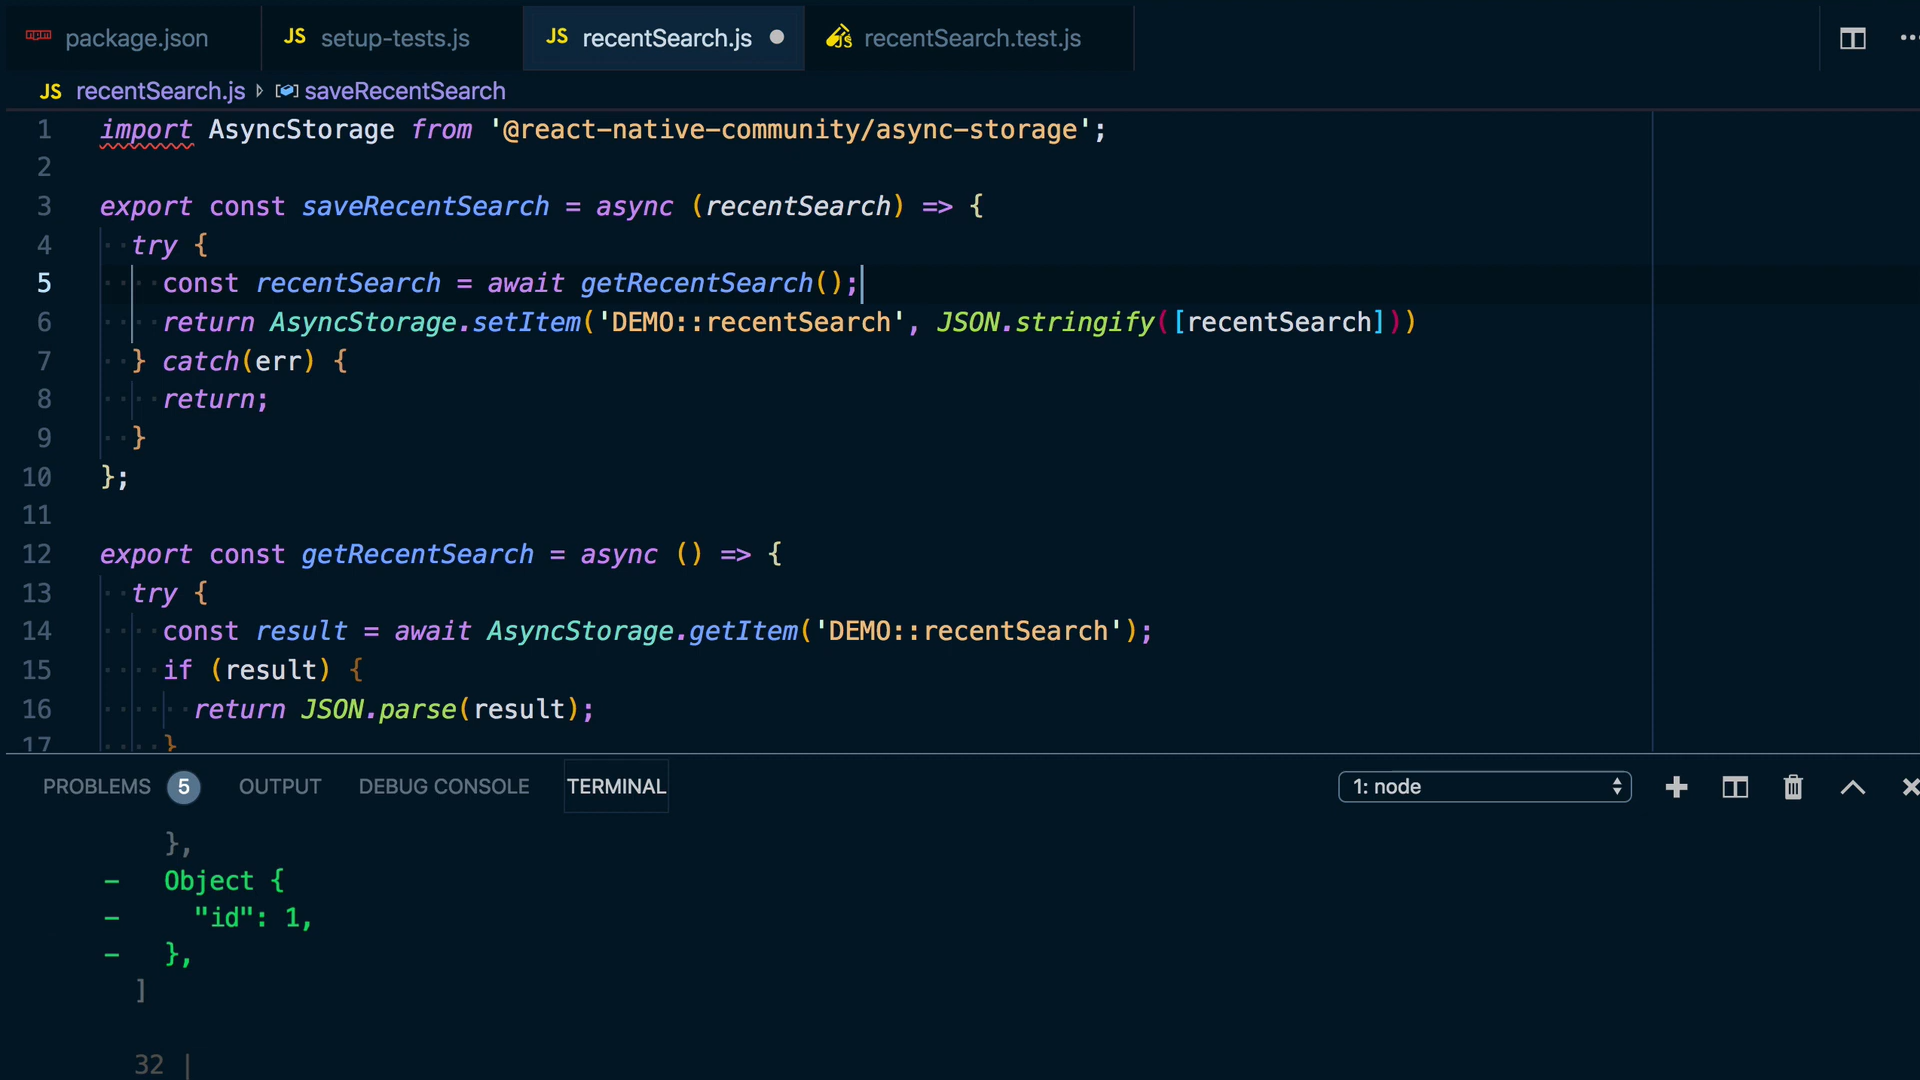 package.json
JS setup-tests.js
JS recentSearch.js
JS recentSearch.test.js
JS recentSearch.js saveRecentSearch
1 import AsyncStorage from '@react-native-community/async-storage';
2
3 export const saveRecentSearch = async (recentSearch) => {
4 try {
5 const recentSearch = await getRecentSearch();
6 return AsyncStorage.setItem('DEMO::recentSearch', JSON.stringify([recentSearch]))
7 } catch(err) {
8 return;
9 }
10 };
11
12 export const getRecentSearch = async () => {
13 try {
14 const result = await AsyncStorage.getItem('DEMO::recentSearch');
15 if (result) {
16 return JSON.parse(result);
17 }
PROBLEMS 5 OUTPUT DEBUG CONSOLE TERMINAL 1: node
},
- Object {
- "id": 1,
- },
]
32 |